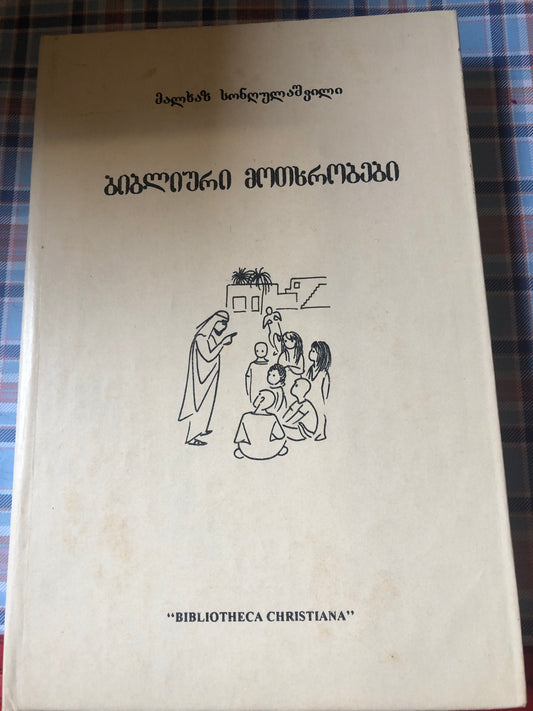 მალხაზ სონღულაშვილი
ბიბლიური მოთხრობები
“BIBLIOTHECA CHRISTIANA”